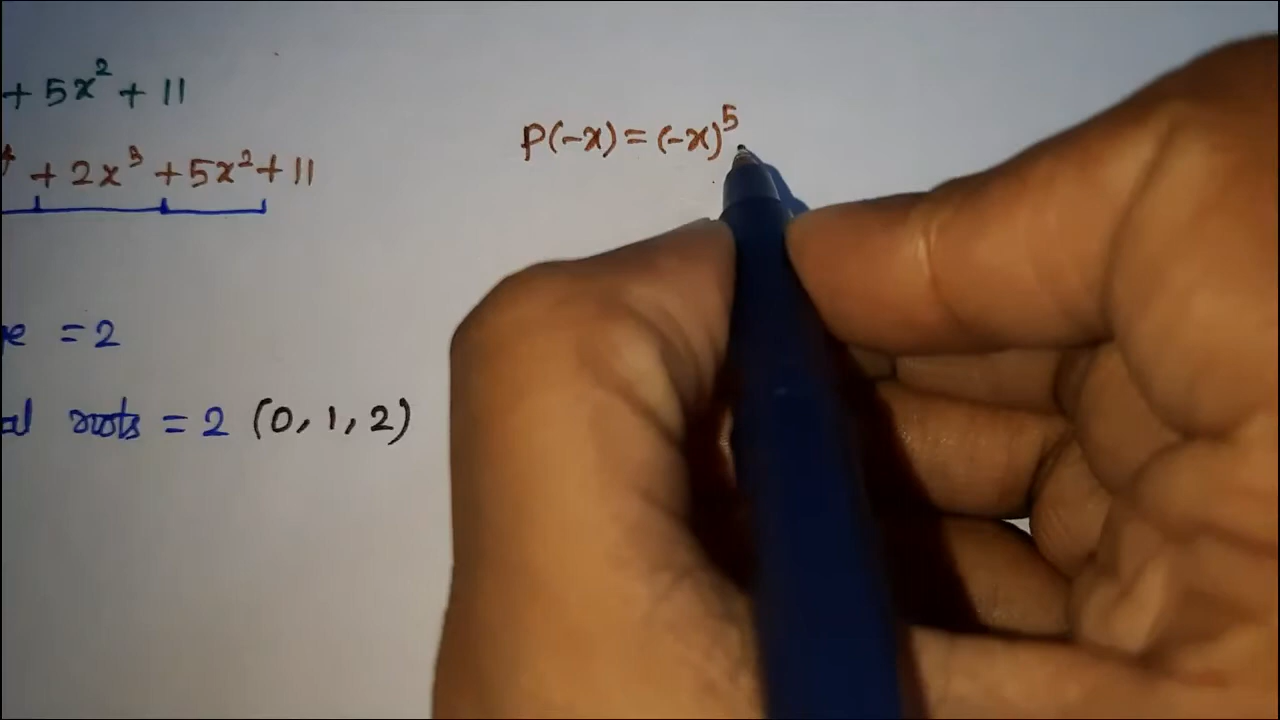 + 5x² + 11
P(-x) = (-x)⁵
+ 2x³ + 5x² + 11
= 2
roots = 2 (0, 1, 2)